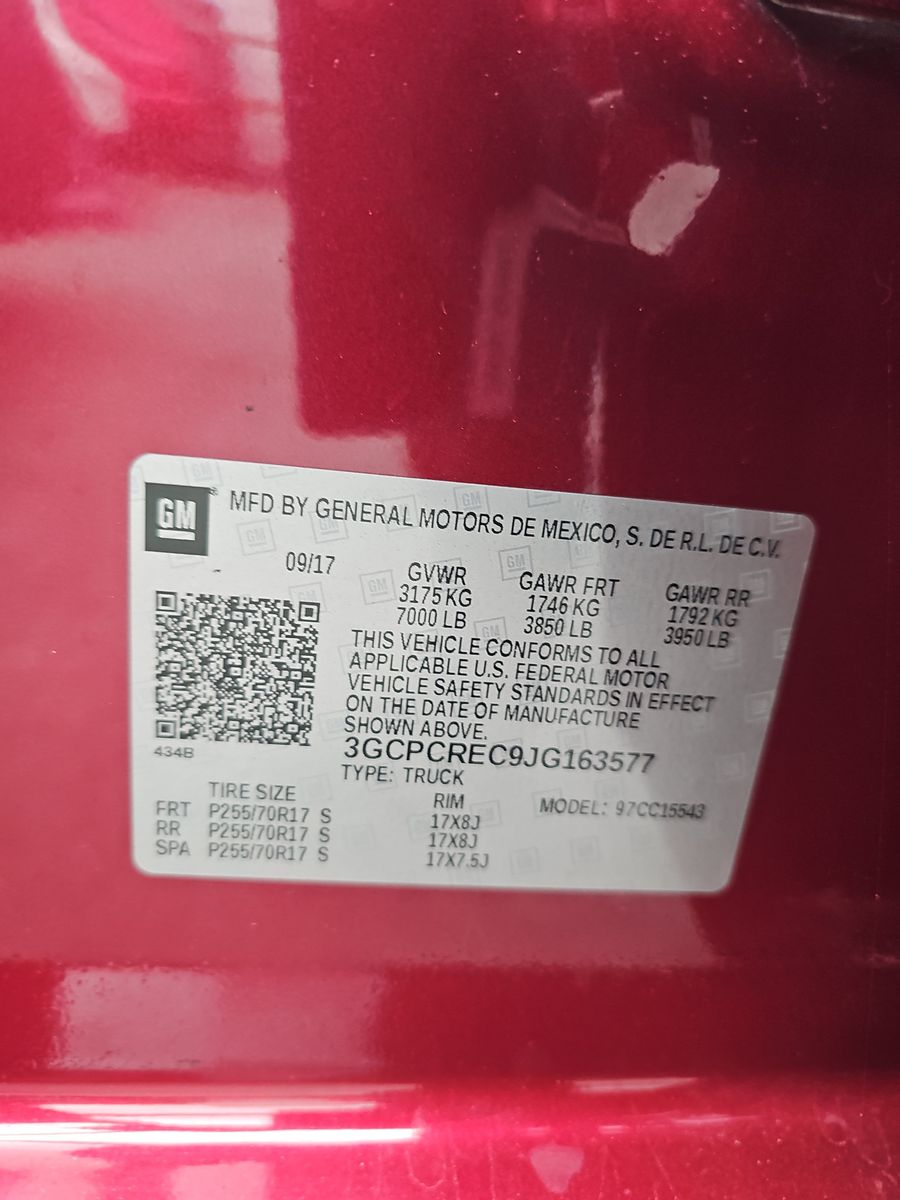 GM
MFD BY GENERAL MOTORS DE MEXICO, S. DE R.L. DE C.V.
09/17 GVWR GAWR FRT GAWR RR
3175 KG 1746 KG 1792 KG
7000 LB 3850 LB 3950 LB
THIS VEHICLE CONFORMS TO ALL
APPLICABLE U.S. FEDERAL MOTOR
VEHICLE SAFETY STANDARDS IN EFFECT
ON THE DATE OF MANUFACTURE
SHOWN ABOVE.
434B
3GCPCREC9JG163577
TYPE: TRUCK
TIRE SIZE RIM MODEL: 97CC15543
FRT P255/70R17 S 17X8J
RR P255/70R17 S 17X8J
SPA P255/70R17 S 17X7.5J